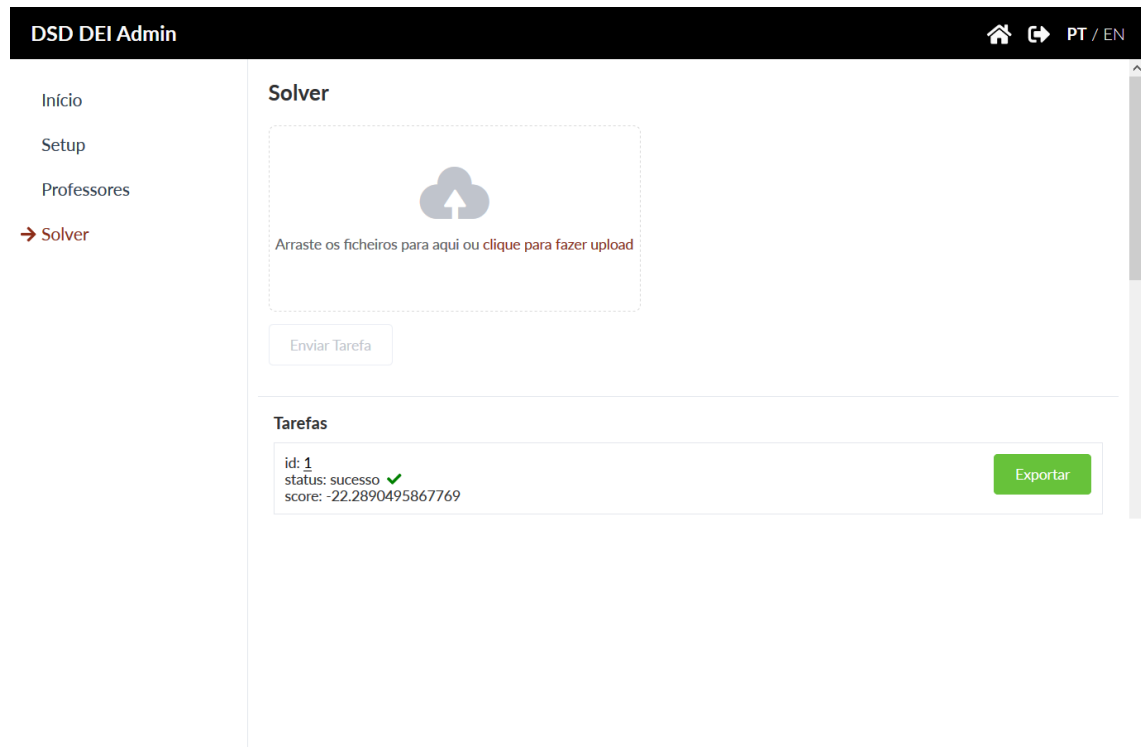 DSD DEI Admin
PT / EN
Início
Setup
Professores
Solver
Solver
Arraste os ficheiros para aqui ou clique para fazer upload
Enviar Tarefa
Tarefas
id: 1
status: sucesso
score: -22.2890495867769
Exportar